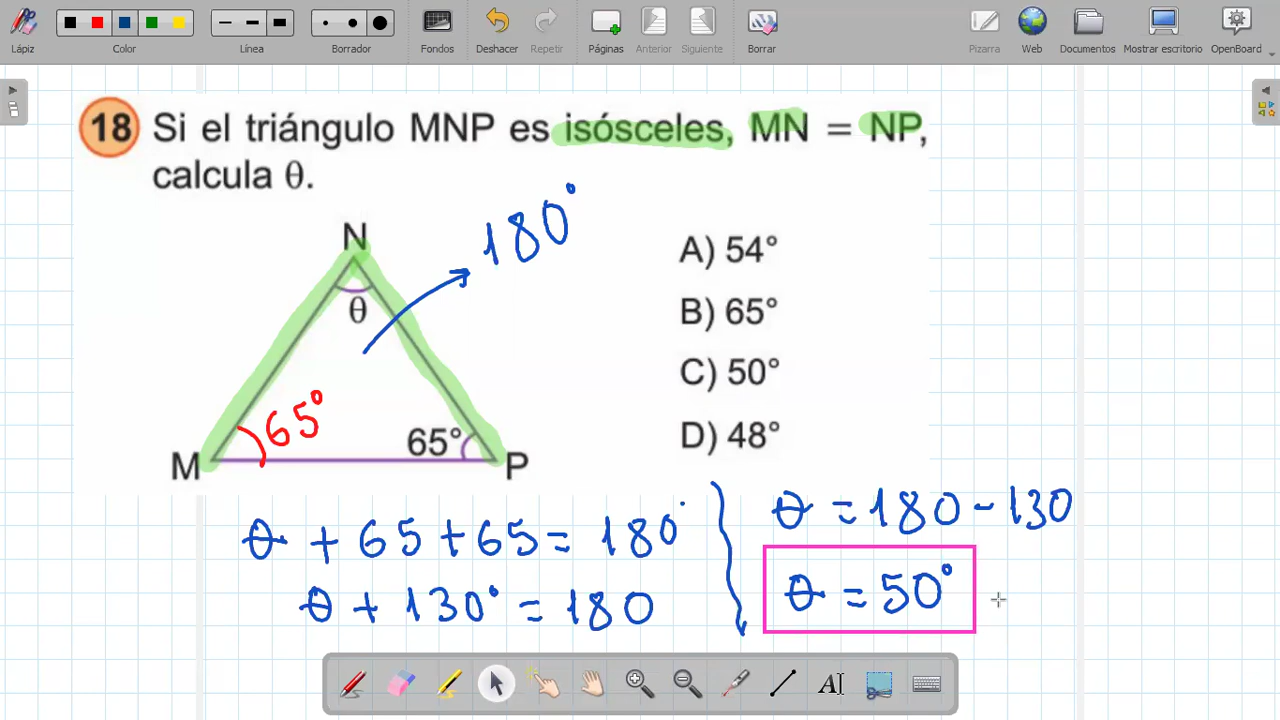 Lápiz Color Línea Borrador Fondos Deshacer Repetir Páginas Anterior Siguiente Borrar Pizarra Web Documentos Mostrar escritorio OpenBoard
18 Si el triángulo MNP es isósceles, MN = NP,
calcula θ.
180°
N
θ
A) 54°
B) 65°
C) 50°
D) 48°
65°
65°
M
P
θ + 65 + 65 = 180°
θ + 130° = 180
θ = 180 - 130
θ = 50°
AI